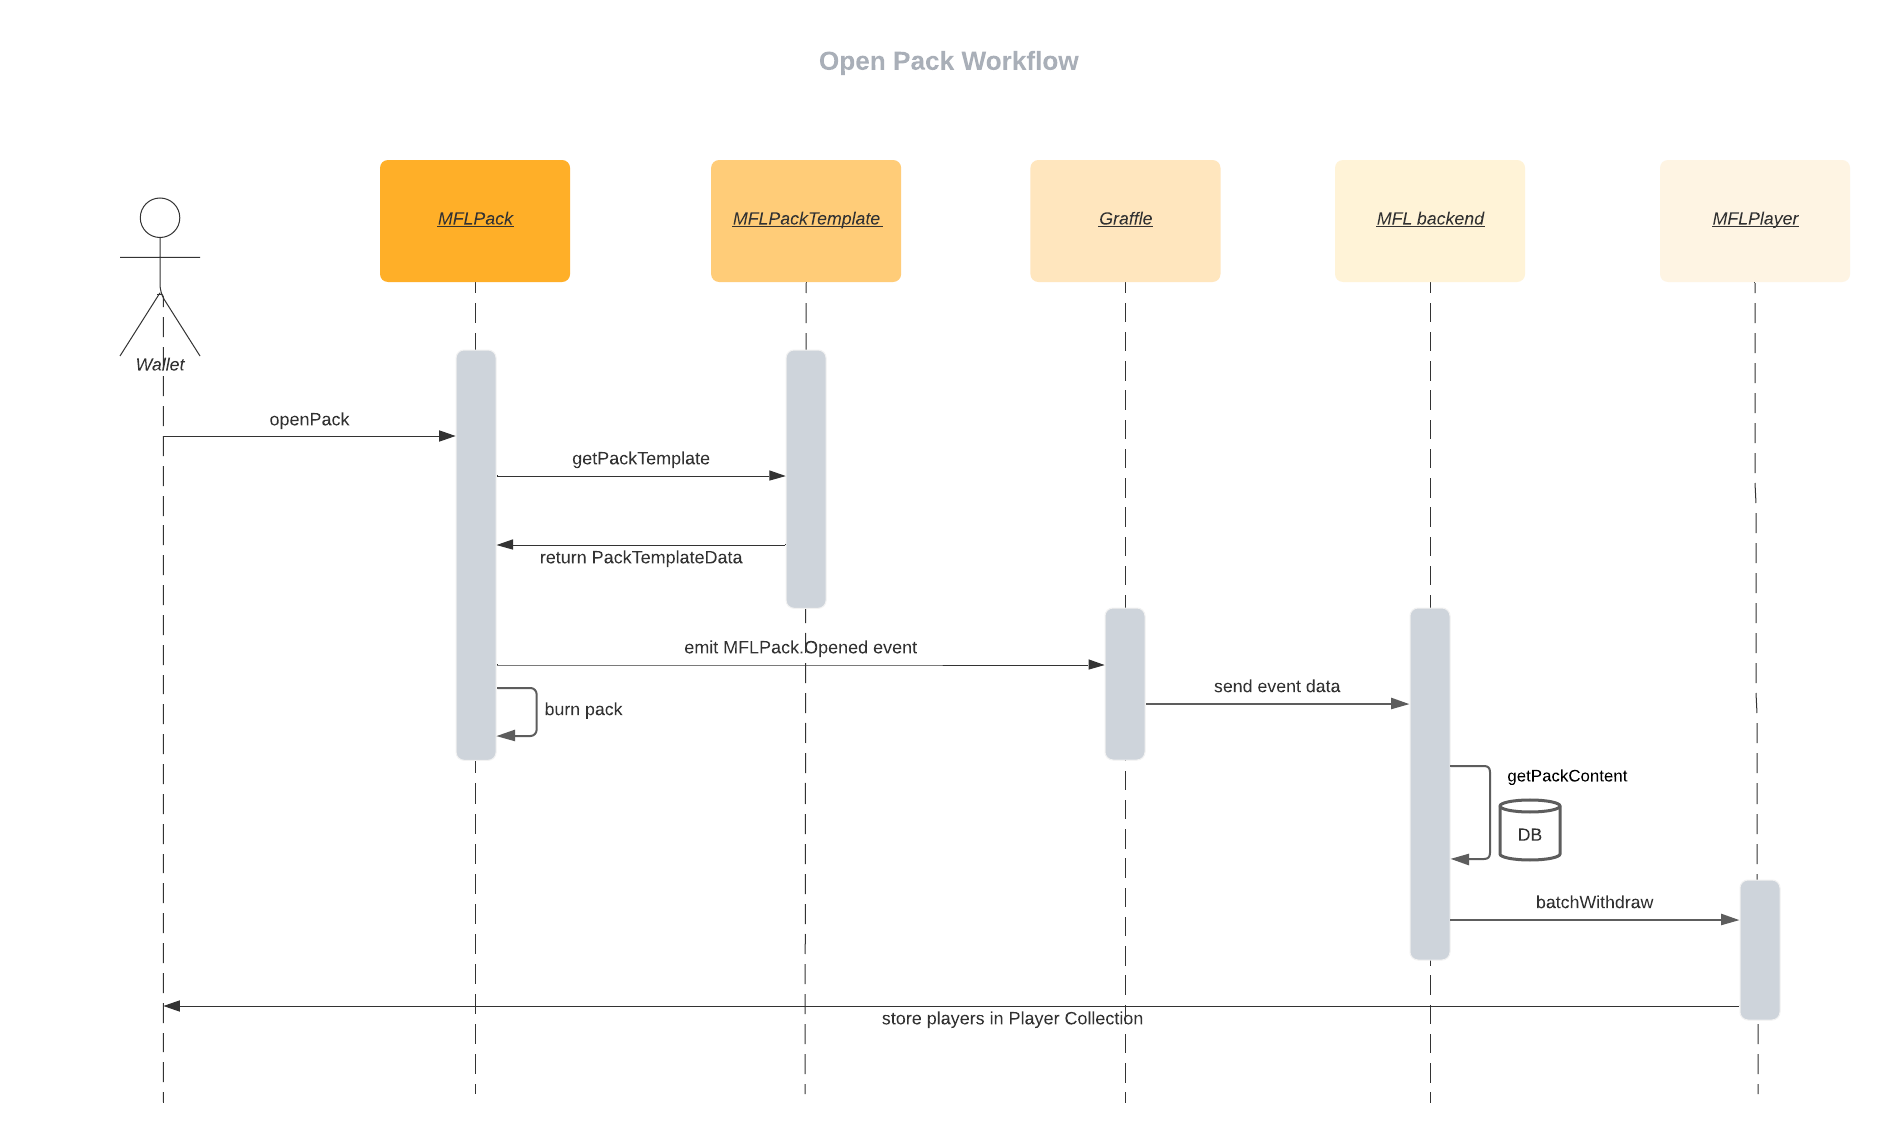 Open Pack Workflow
MFLPack
MFLPackTemplate
Graffle
MFL backend
MFLPlayer
Wallet
openPack
getPackTemplate
return PackTemplateData
emit MFLPack.Opened event
send event data
burn pack
getPackContent
DB
batchWithdraw
store players in Player Collection